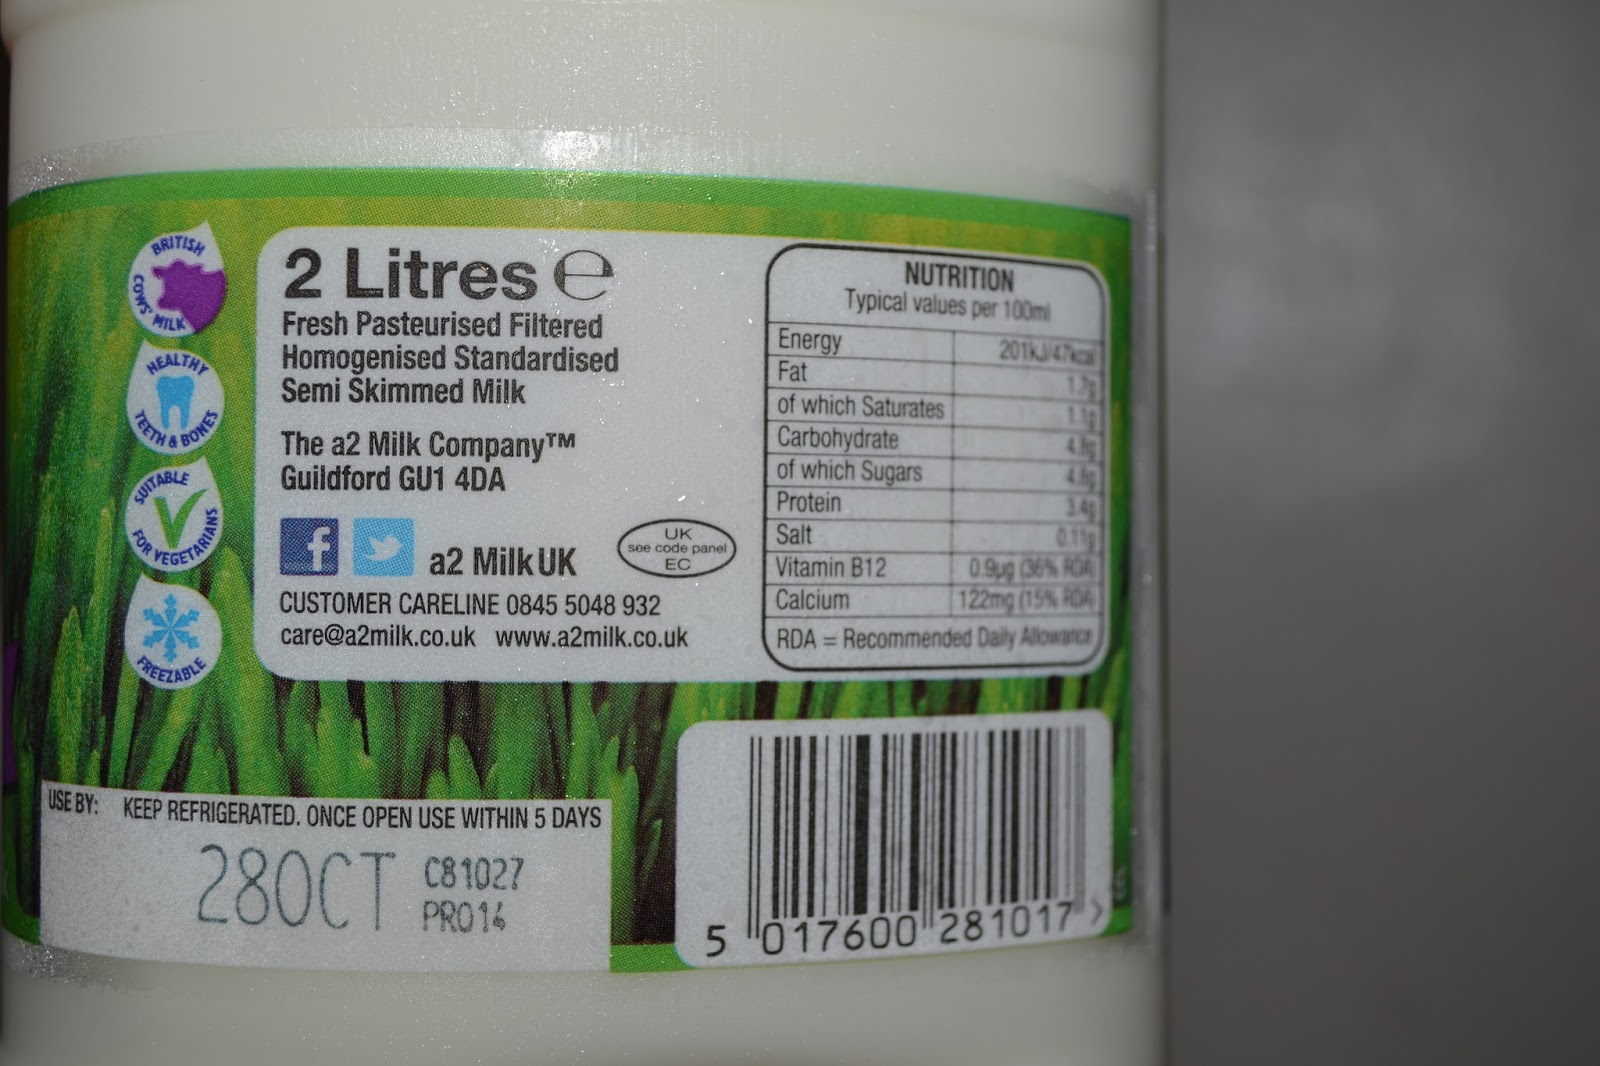 BRITISH
COWS' MILK
HEALTHY
TEETH & BONES
SUITABLE
FOR VEGETARIANS
FREEZABLE
2 Litres ℮
Fresh Pasteurised Filtered
Homogenised Standardised
Semi Skimmed Milk
The a2 Milk Company™
Guildford GU1 4DA
f
a2 Milk UK
UK
see code panel
EC
CUSTOMER CARELINE 0845 5048 932
care@a2milk.co.uk www.a2milk.co.uk
NUTRITION
Typical values per 100ml
Energy 201kJ/47kcal
Fat 1.7g
of which Saturates 1.1g
Carbohydrate 4.8g
of which Sugars 4.8g
Protein 3.4g
Salt 0.11g
Vitamin B12 0.9µg (36% RDA)
Calcium 122mg (15% RDA)
RDA = Recommended Daily Allowance
USE BY: KEEP REFRIGERATED. ONCE OPEN USE WITHIN 5 DAYS
28OCT C81027
PRO14
5 017600 281017 >